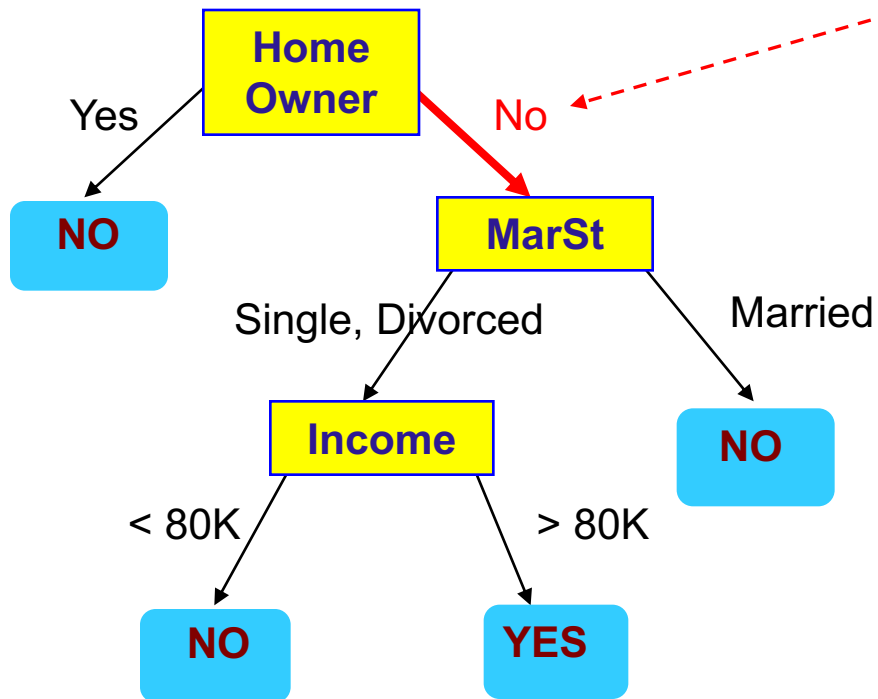 Home
Owner
Yes
No
NO
MarSt
Single, Divorced
Married
Income
NO
< 80K
> 80K
NO
YES